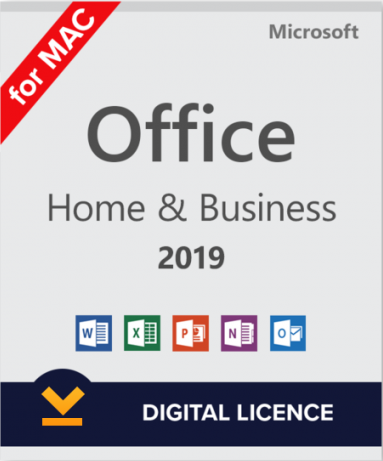 for MAC
Microsoft
Office
Home & Business
2019
W X P N O
DIGITAL LICENCE